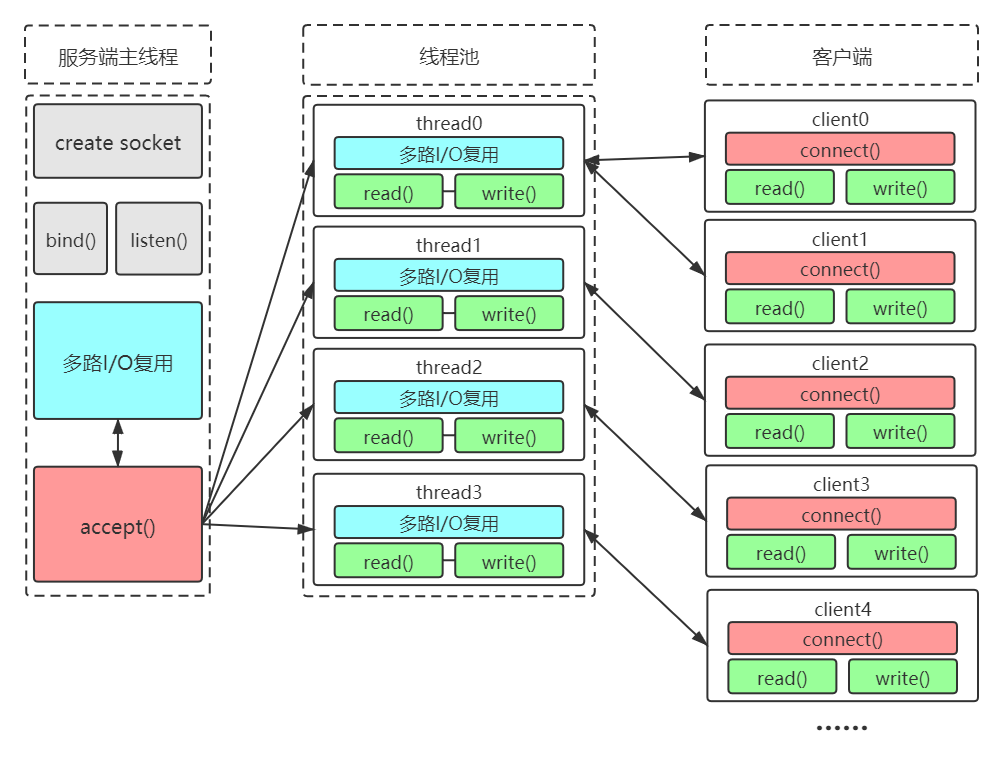 服务端主线程
create socket
bind()
listen()
多路I/O复用
accept()
线程池
thread0
多路I/O复用
read()
write()
thread1
多路I/O复用
read()
write()
thread2
多路I/O复用
read()
write()
thread3
多路I/O复用
read()
write()
客户端
client0
connect()
read()
write()
client1
connect()
read()
write()
client2
connect()
read()
write()
client3
connect()
read()
write()
client4
connect()
read()
write()
……